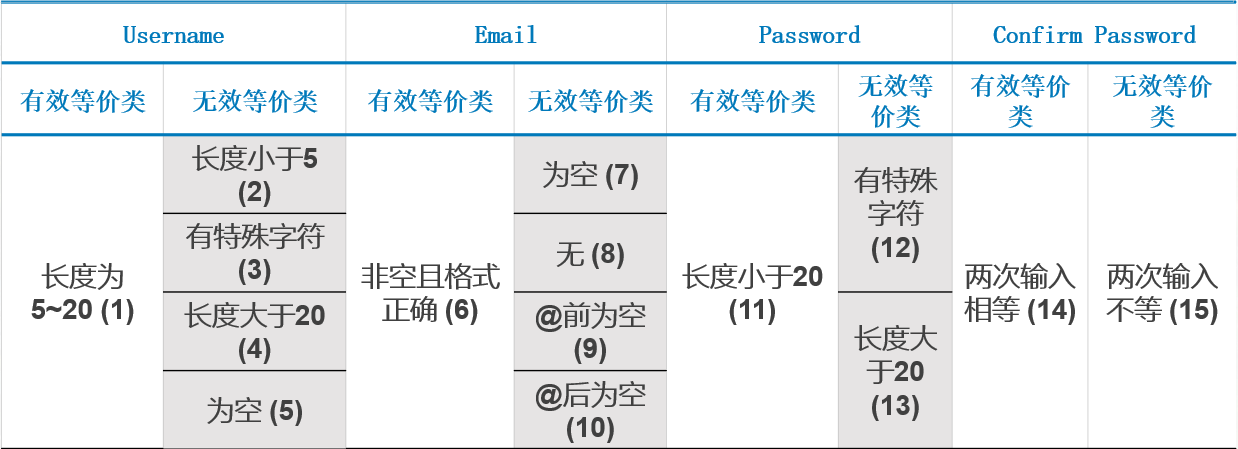 Username
Email
Password
Confirm Password
有效等价类
无效等价类
有效等价类
无效等价类
有效等价类
无效等
价类
有效等价
类
无效等价
类
长度为
5~20 (1)
长度小于5
(2)
有特殊字符
(3)
长度大于20
(4)
为空 (5)
非空且格式
正确 (6)
为空 (7)
无 (8)
@前为空
(9)
@后为空
(10)
长度小于20
(11)
有特殊
字符
(12)
长度大
于20
(13)
两次输入
相等 (14)
两次输入
不等 (15)